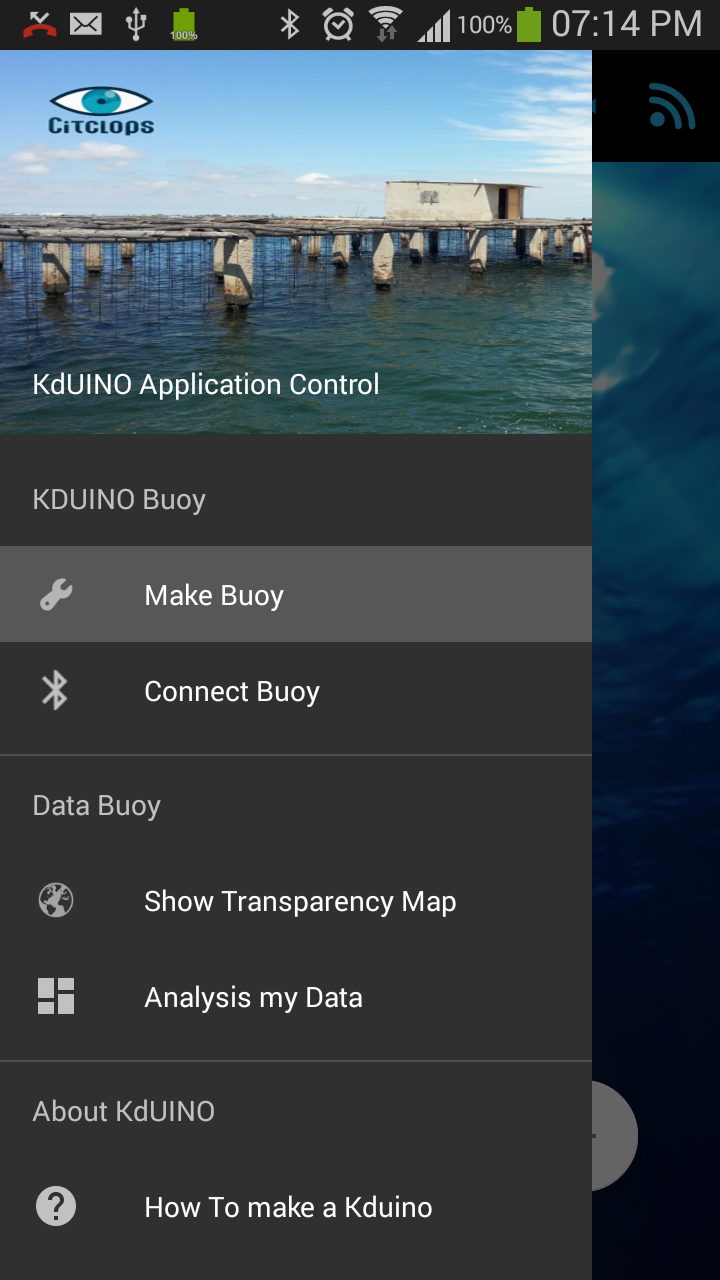 100%
100%
07:14 PM
CITCLOPS
KdUINO Application Control
KDUINO Buoy
Make Buoy
Connect Buoy
Data Buoy
Show Transparency Map
Analysis my Data
About KdUINO
How To make a Kduino